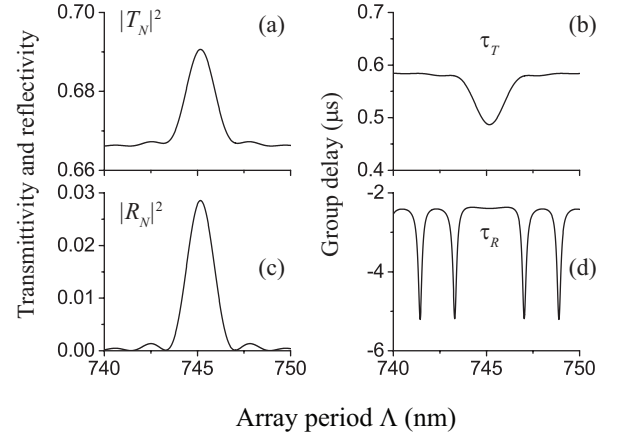 Transmittivity and reflectivity
0.70
0.68
0.66
|T_N|²
(a)
Group delay (μs)
0.7
0.6
0.5
0.4
τ_T
(b)
0.03
0.02
0.01
0.00
|R_N|²
(c)
740 745 750
-2
-4
-6
τ_R
(d)
740 745 750
Array period Λ (nm)